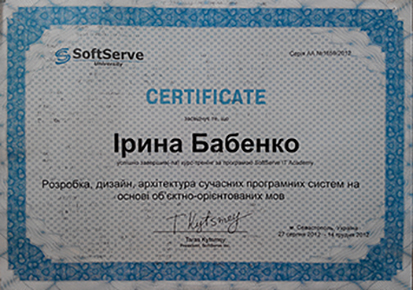 SoftServe
University
Серія АА №1658/2012
CERTIFICATE
засвідчує те, що
Ірина Бабенко
успішно завершив(-ла) курс тренінг за програмою SoftServe IT Academy
Розробка, дизайн, архітектура сучасних програмних систем на
основі об'єктно-орієнтованих мов
T Kytsmey
Taras Kytsmey
President, SoftServe, Inc.
м. Севастополь, Україна
27 серпня 2012 - 14 грудня 2012